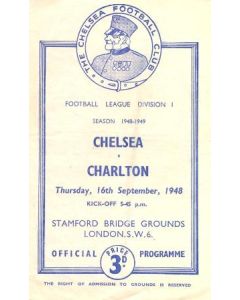 THE CHELSEA FOOTBALL CLUB
FOOTBALL LEAGUE DIVISION I
SEASON 1948-1949
CHELSEA
v
CHARLTON
Thursday, 16th September, 1948
KICK-OFF 5-45 p.m.
STAMFORD BRIDGE GROUNDS
LONDON, S.W.6.
OFFICIAL PRICE 3D PROGRAMME
THE RIGHT OF ADMISSION TO GROUNDS IS RESERVED